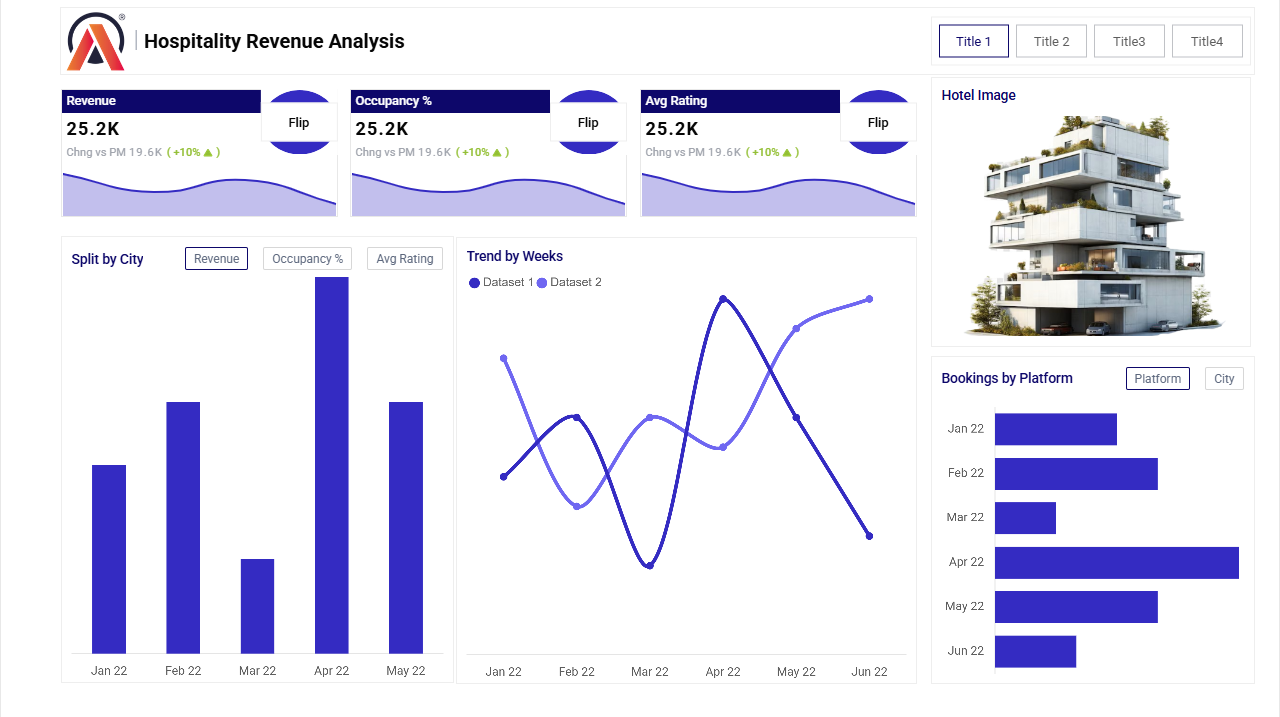 ®
Hospitality Revenue Analysis
Title 1
Title 2
Title3
Title4
Revenue
25.2K
Chng vs PM 19.6K ( +10% ▲ )
Flip
Occupancy %
25.2K
Chng vs PM 19.6K ( +10% ▲ )
Flip
Avg Rating
25.2K
Chng vs PM 19.6K ( +10% ▲ )
Flip
Hotel Image
Split by City
Revenue
Occupancy %
Avg Rating
Jan 22
Feb 22
Mar 22
Apr 22
May 22
Trend by Weeks
Dataset 1
Dataset 2
Jan 22
Feb 22
Mar 22
Apr 22
May 22
Jun 22
Bookings by Platform
Platform
City
Jan 22
Feb 22
Mar 22
Apr 22
May 22
Jun 22